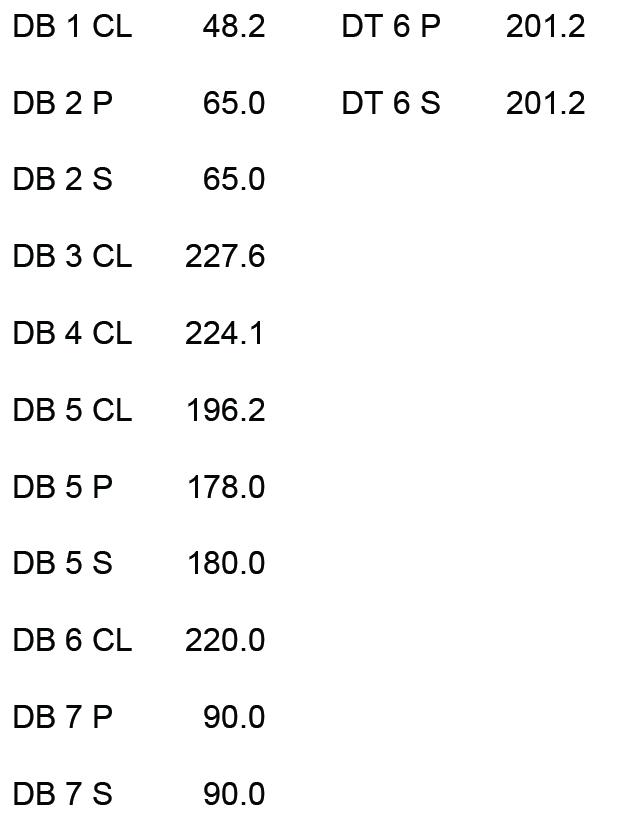 DB 1 CL 48.2 DT 6 P 201.2
DB 2 P 65.0 DT 6 S 201.2
DB 2 S 65.0
DB 3 CL 227.6
DB 4 CL 224.1
DB 5 CL 196.2
DB 5 P 178.0
DB 5 S 180.0
DB 6 CL 220.0
DB 7 P 90.0
DB 7 S 90.0